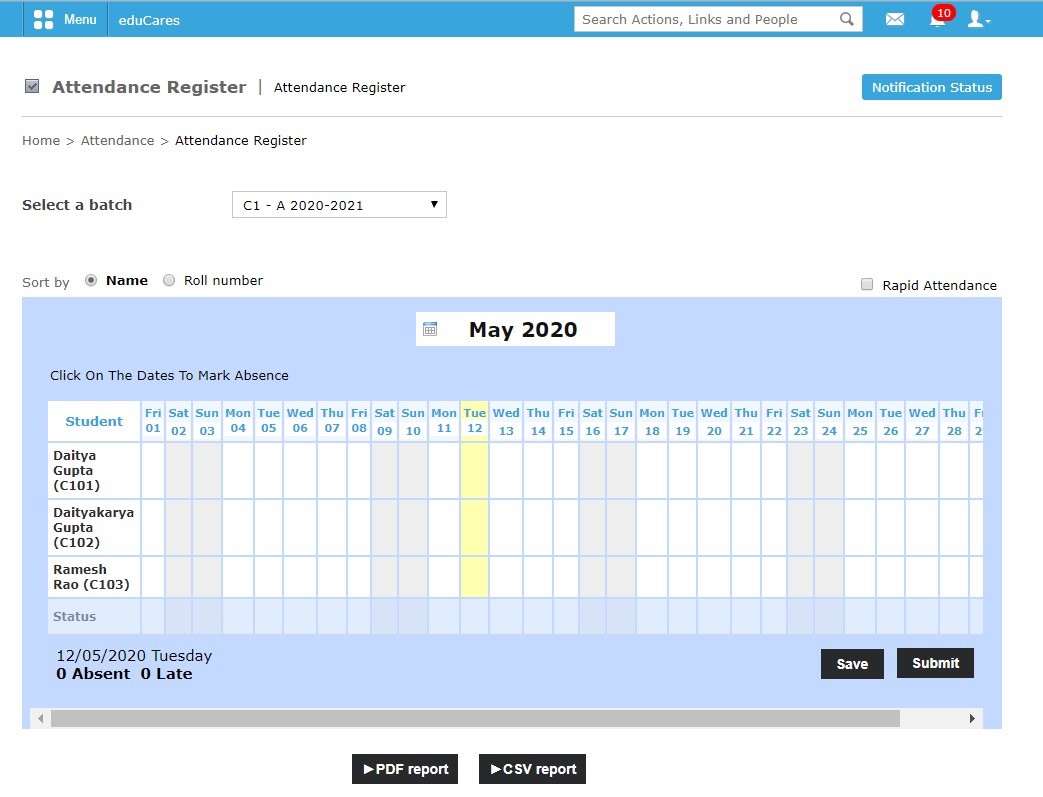 Menu eduCares Search Actions, Links and People 10
Attendance Register | Attendance Register Notification Status
Home > Attendance > Attendance Register
Select a batch C1 - A 2020-2021
Sort by Name Roll number Rapid Attendance
May 2020
Click On The Dates To Mark Absence
Student Fri Sat Sun Mon Tue Wed Thu Fri Sat Sun Mon Tue Wed Thu Fri Sat Sun Mon Tue Wed Thu Fri Sat Sun Mon Tue Wed Thu
01 02 03 04 05 06 07 08 09 10 11 12 13 14 15 16 17 18 19 20 21 22 23 24 25 26 27 28
Daitya
Gupta
(C101)
Daityakarya
Gupta
(C102)
Ramesh
Rao (C103)
Status
12/05/2020 Tuesday
0 Absent 0 Late
Save Submit
PDF report CSV report